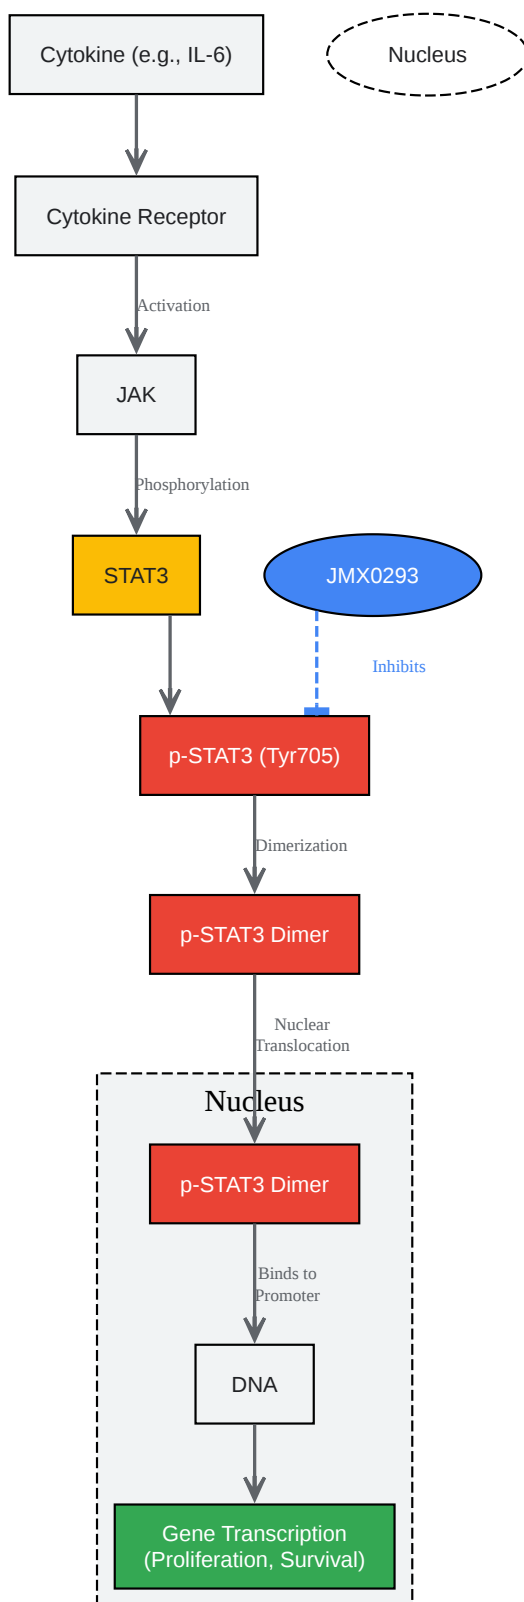 Cytokine (e.g., IL-6)
Nucleus
Cytokine Receptor
Activation
JAK
Phosphorylation
STAT3
JMX0293
Inhibits
p-STAT3 (Tyr705)
Dimerization
p-STAT3 Dimer
Nuclear
Translocation
Nucleus
p-STAT3 Dimer
Binds to
Promoter
DNA
Gene Transcription
(Proliferation, Survival)